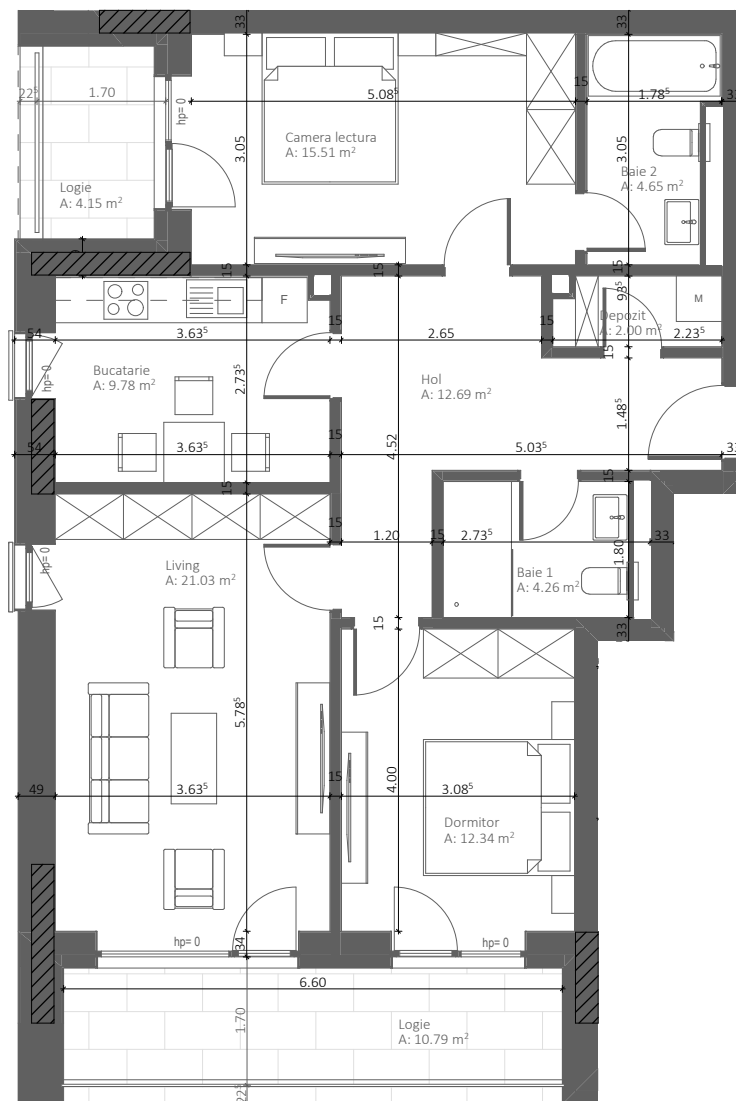 33
33
22⁵
1.70
hp= 0
5.08⁵
15
1.78⁵
33
3.05
Camera lectura
A: 15.51 m²
3.05
Baie 2
A: 4.65 m²
Logie
A: 4.15 m²
15
15
15
93⁵
F
M
54
3.63⁵
15
2.65
15
Depozit
A: 2.00 m²
2.23⁵
15
hp= 0
Bucatarie
A: 9.78 m²
2.73⁵
Hol
A: 12.69 m²
1.48⁵
54
3.63⁵
15
4.52
5.03⁵
33
15
15
15
hp= 0
1.20
15
2.73⁵
1.80
33
Living
A: 21.03 m²
Baie 1
A: 4.26 m²
15
33
5.78⁵
49
3.63⁵
15
4.00
3.08⁵
Dormitor
A: 12.34 m²
hp= 0
34
hp= 0
6.60
1.70
Logie
A: 10.79 m²
22⁵